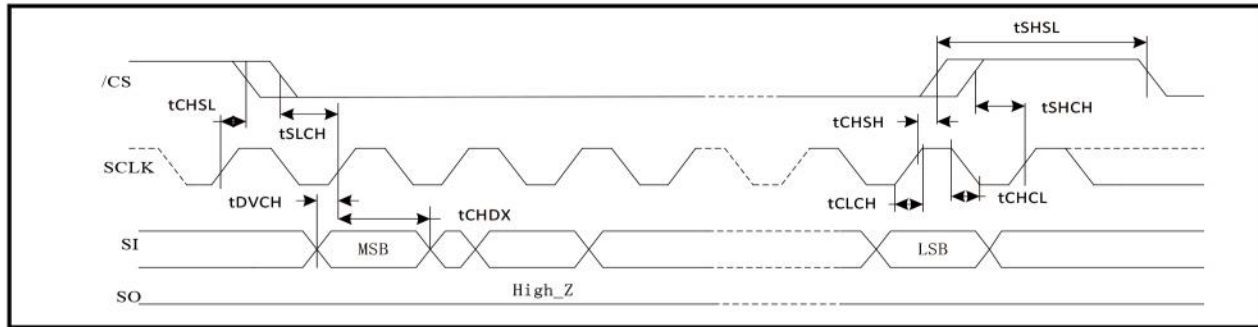 tSHSL
/CS
tCHSL
tSLCH
tCHSH
tSHCH
SCLK
tDVCH
tCHDX
tCLCH
tCHCL
SI
MSB
LSB
SO
High_Z